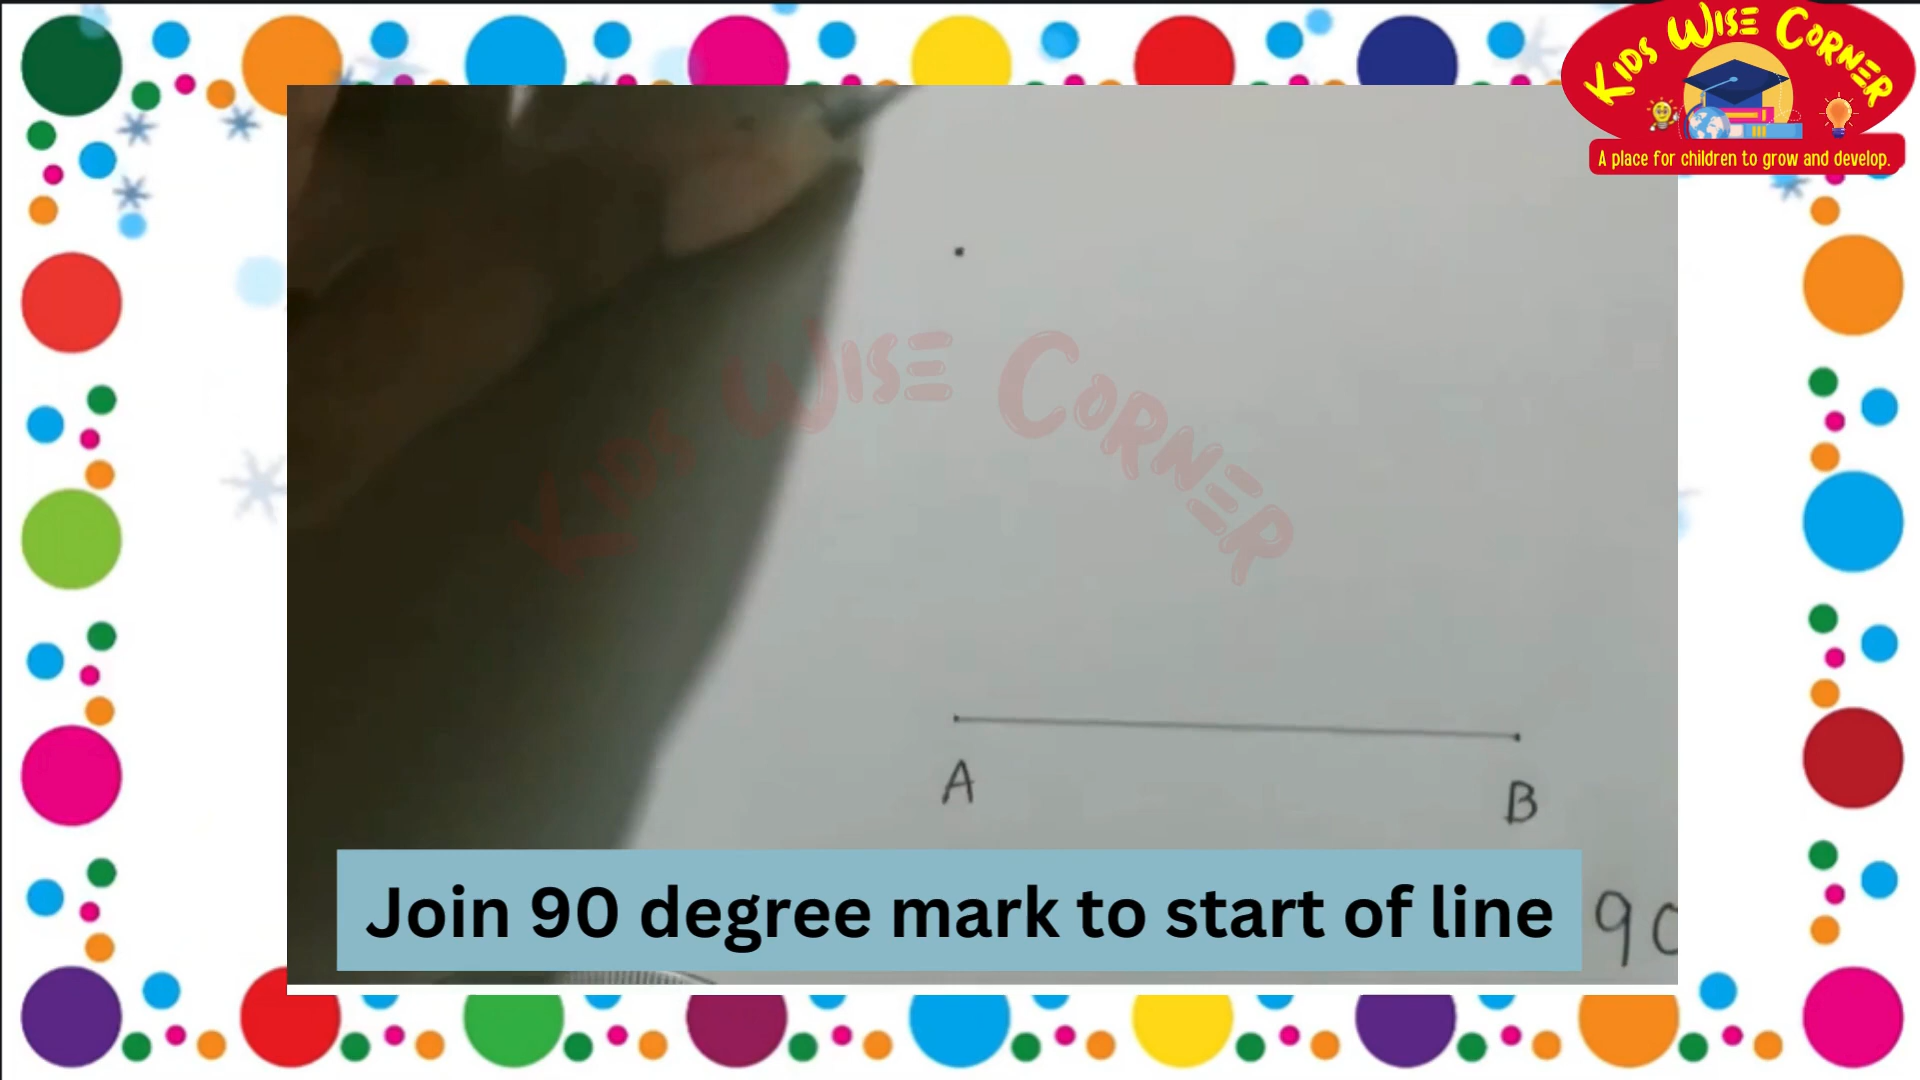 Kids Wise Corner
A place for children to grow and develop.
Kids Wise Corner
A
B
Join 90 degree mark to start of line
90